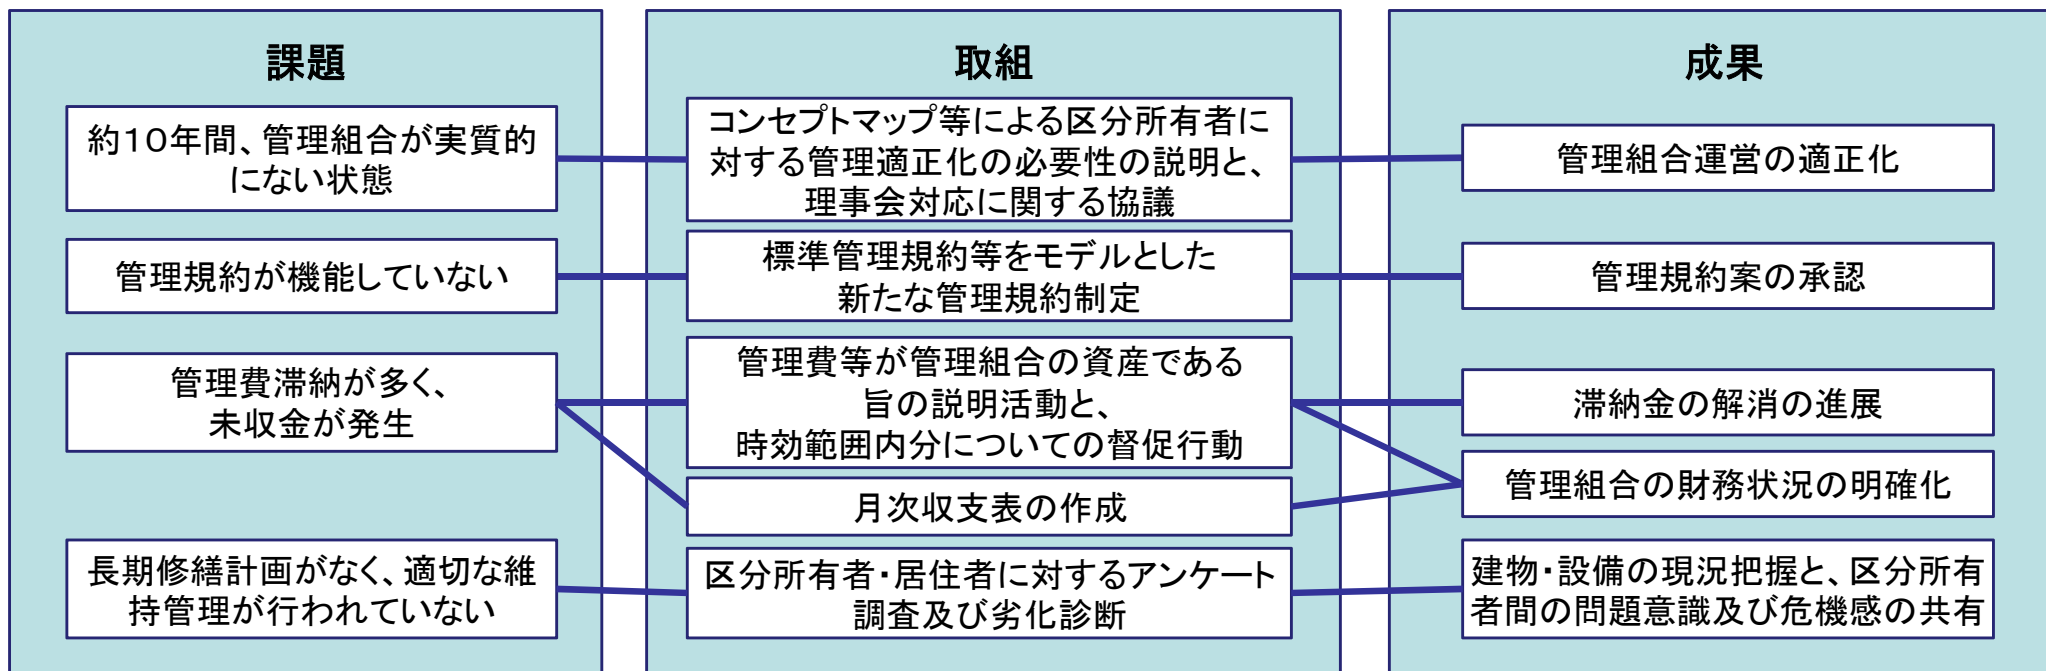 課題
約10年間、管理組合が実質的
にない状態
管理規約が機能していない
管理費滞納が多く、
未収金が発生
長期修繕計画がなく、適切な維
持管理が行われていない
取組
コンセプトマップ等による区分所有者に
対する管理適正化の必要性の説明と、
理事会対応に関する協議
標準管理規約等をモデルとした
新たな管理規約制定
管理費等が管理組合の資産である
旨の説明活動と、
時効範囲内分についての督促行動
月次収支表の作成
区分所有者・居住者に対するアンケート
調査及び劣化診断
成果
管理組合運営の適正化
管理規約案の承認
滞納金の解消の進展
管理組合の財務状況の明確化
建物・設備の現況把握と、区分所有
者間の問題意識及び危機感の共有